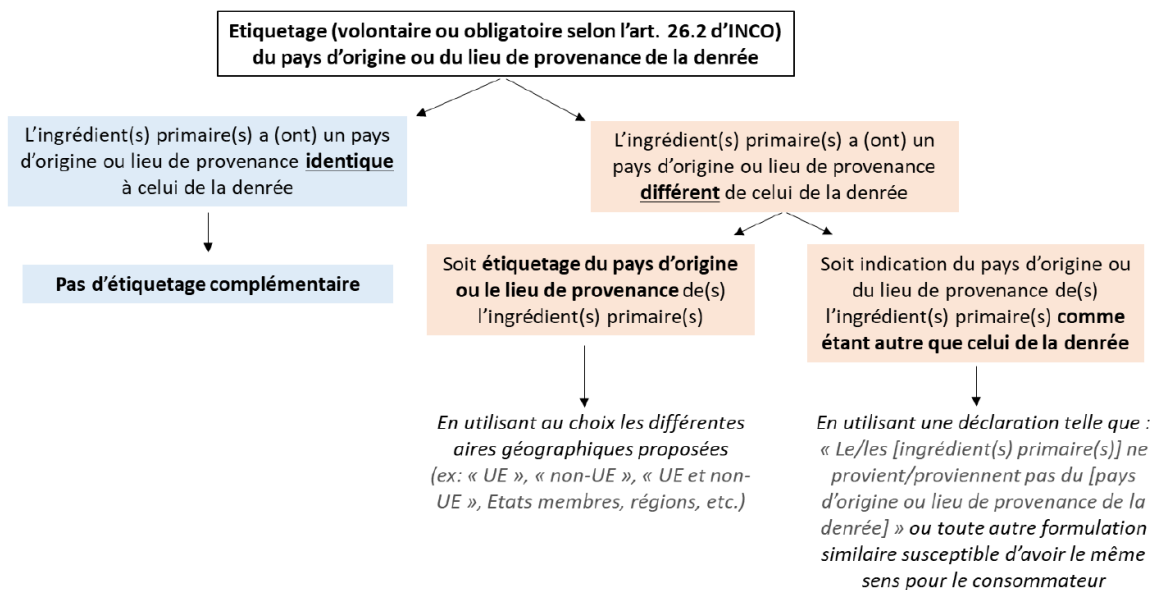 Etiquetage (volontaire ou obligatoire selon l’art. 26.2 d’INCO)
du pays d’origine ou du lieu de provenance de la denrée
L’ingrédient(s) primaire(s) a (ont) un pays
d’origine ou lieu de provenance identique
à celui de la denrée
L’ingrédient(s) primaire(s) a (ont) un
pays d’origine ou lieu de provenance
différent de celui de la denrée
Pas d’étiquetage complémentaire
Soit étiquetage du pays d’origine
ou le lieu de provenance de(s)
l’ingrédient(s) primaire(s)
Soit indication du pays d’origine ou
du lieu de provenance de(s)
l’ingrédient(s) primaire(s) comme
étant autre que celui de la denrée
En utilisant au choix les différentes
aires géographiques proposées
(ex: « UE », « non-UE », « UE et non-
UE », Etats membres, régions, etc.)
En utilisant une déclaration telle que :
« Le/les [ingrédient(s) primaire(s)] ne
provient/proviennent pas du [pays
d’origine ou lieu de provenance de la
denrée] » ou toute autre formulation
similaire susceptible d’avoir le même
sens pour le consommateur